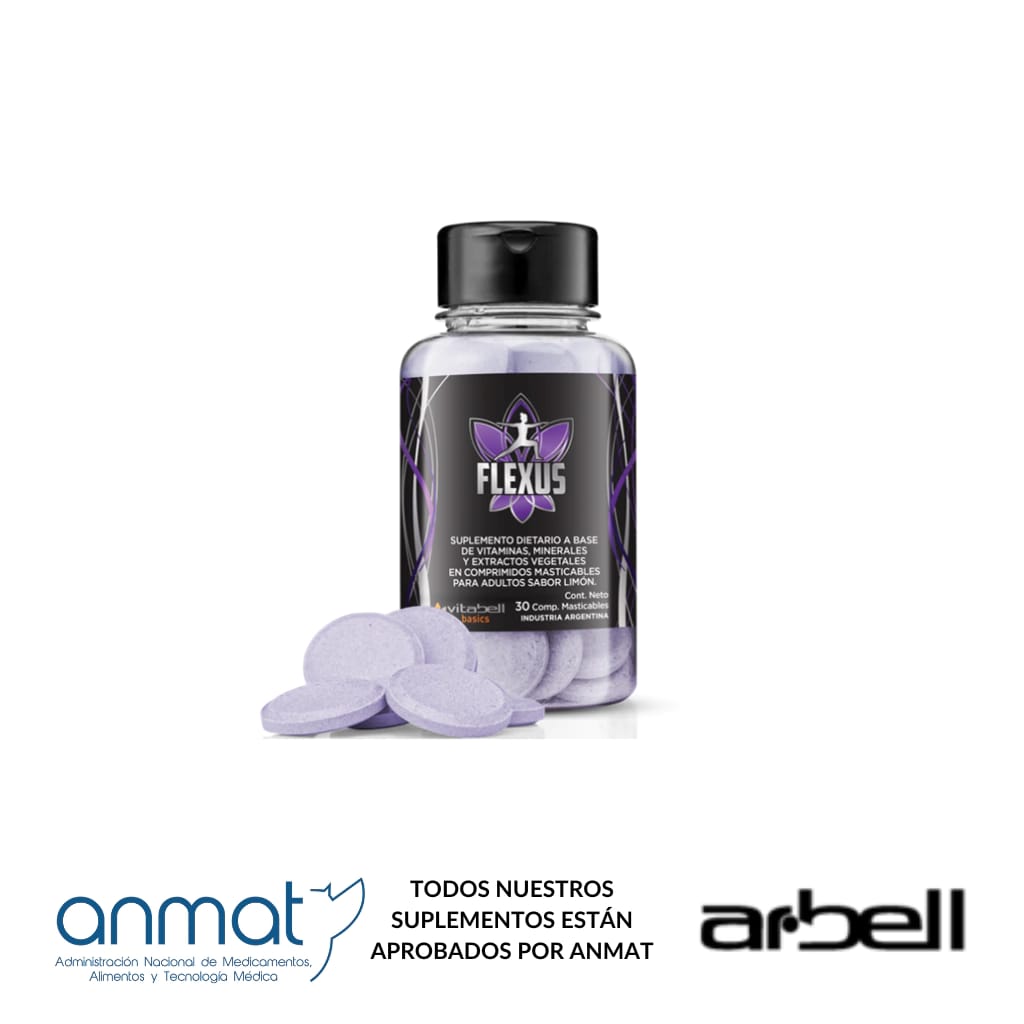 FLEXUS
SUPLEMENTO DIETARIO A BASE
DE VITAMINAS, MINERALES
Y EXTRACTOS VEGETALES
EN COMPRIMIDOS MASTICABLES
PARA ADULTOS SABOR LIMÓN.
Cont. Neto
vitabell 30 Comp. Masticables
basics INDUSTRIA ARGENTINA
anmat
Administración Nacional de Medicamentos,
Alimentos y Tecnología Médica
TODOS NUESTROS
SUPLEMENTOS ESTÁN
APROBADOS POR ANMAT
arbell